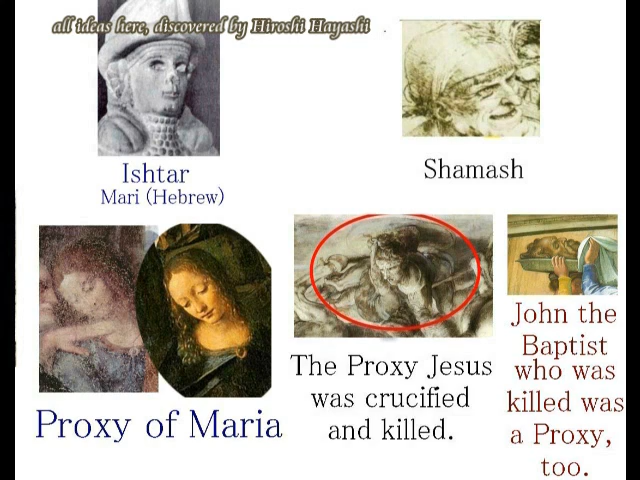 all ideas here, discovered by Hiroshi Hayashi
Ishtar
Mari (Hebrew)
Shamash
Proxy of Maria
The Proxy Jesus
was crucified
and killed.
John the
Baptist
who was
killed was
a Proxy,
too.